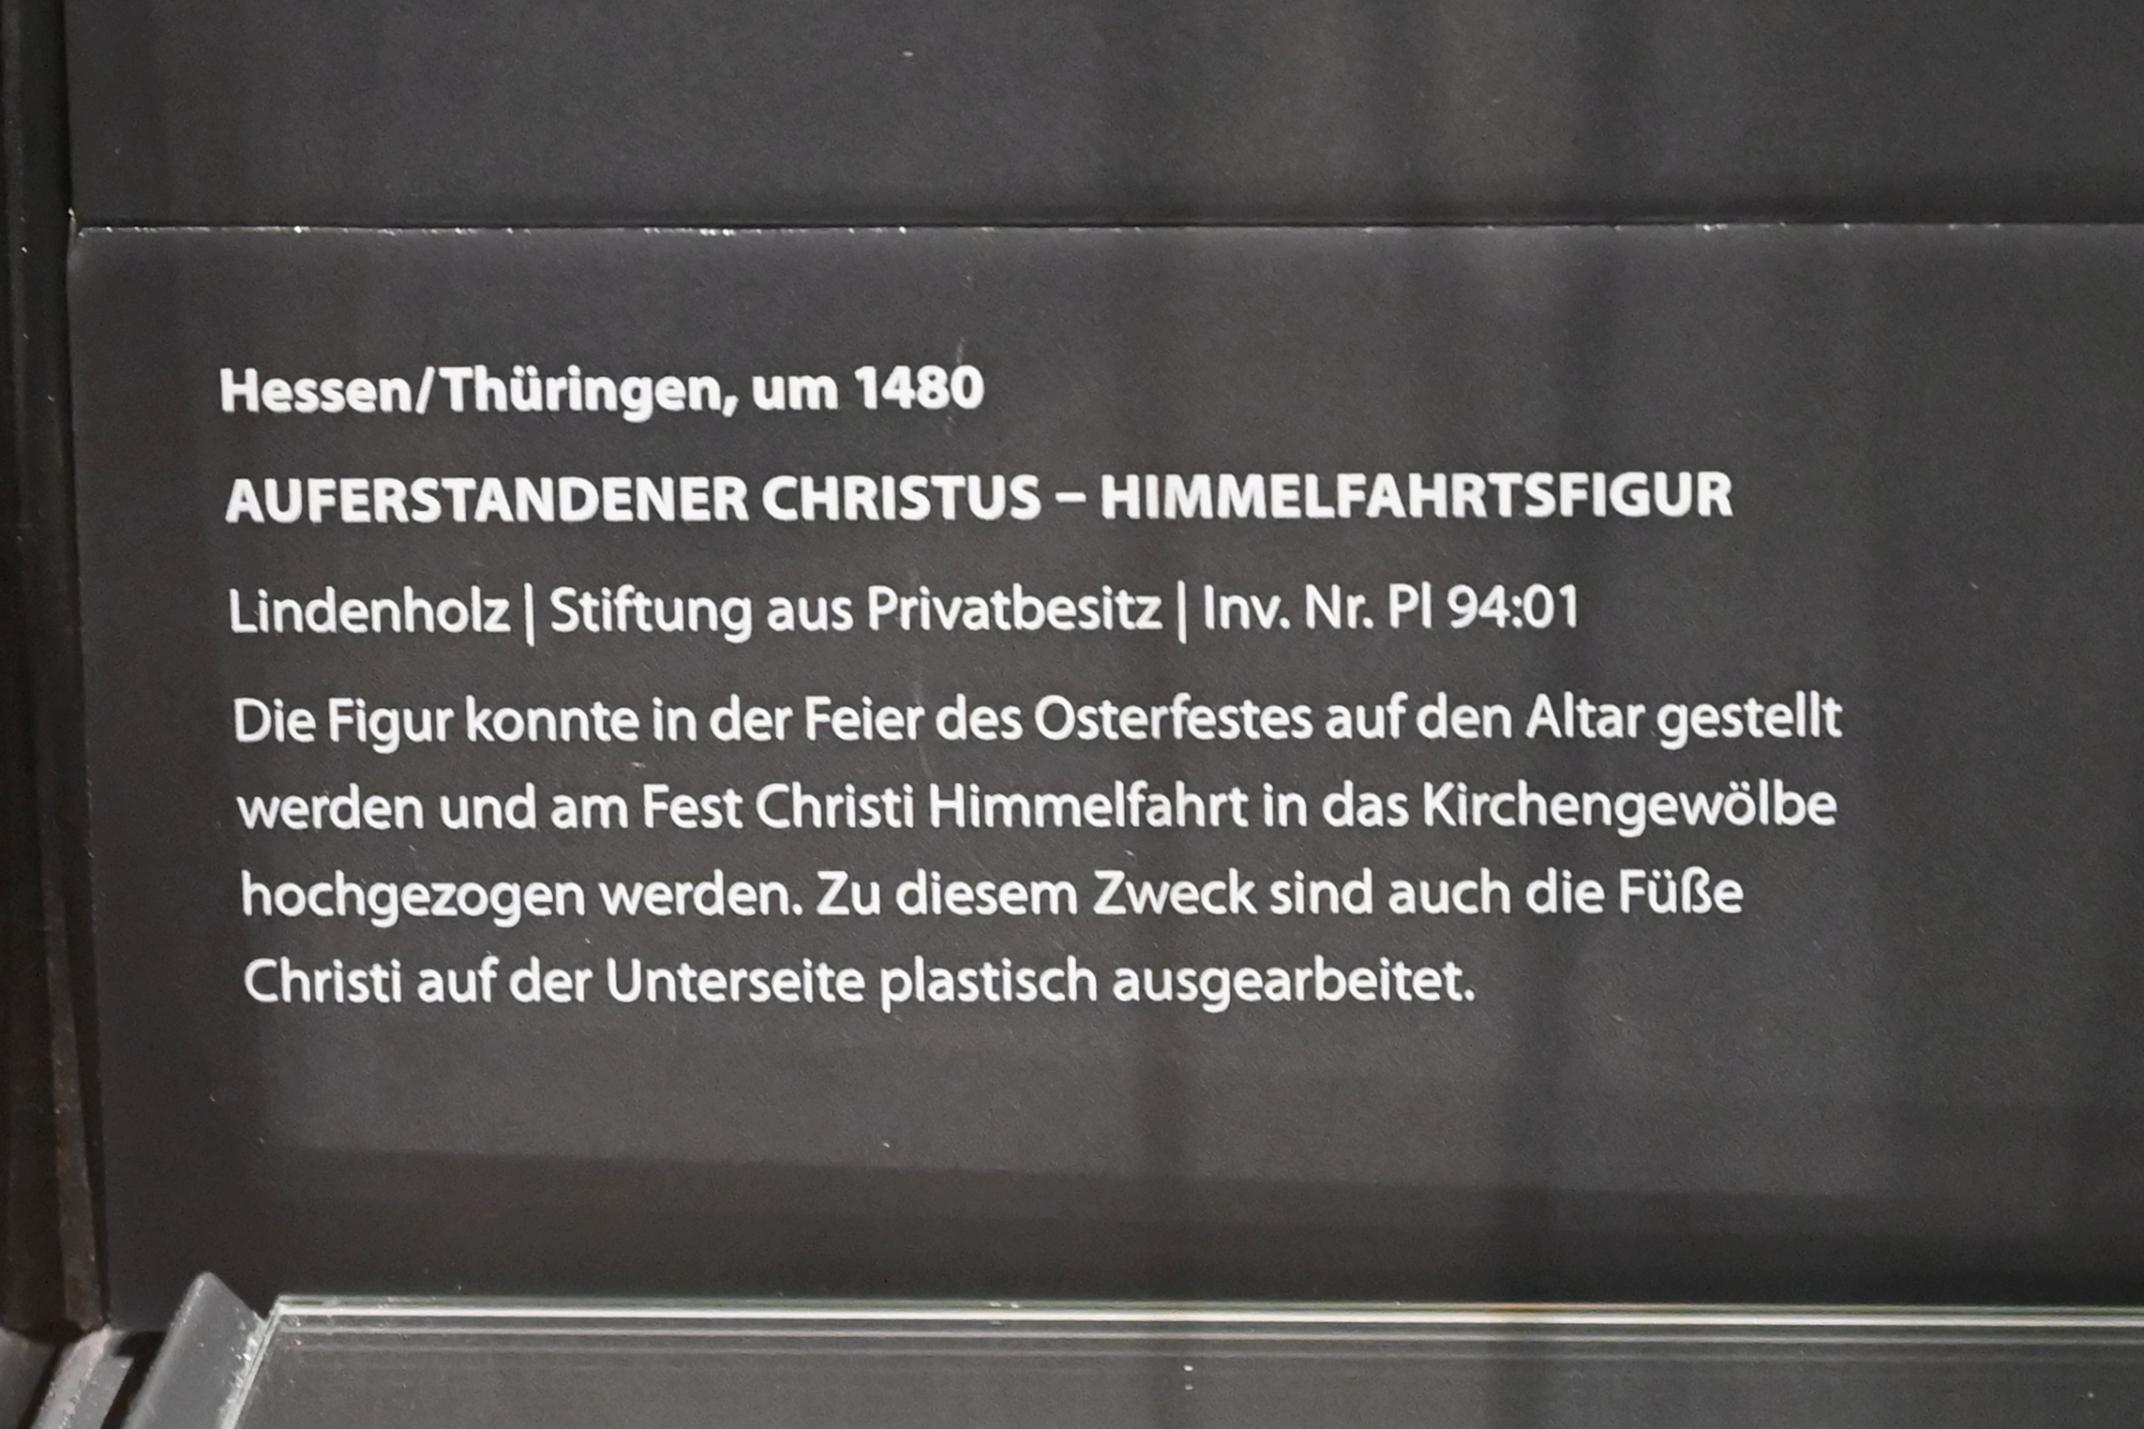 Hessen/Thüringen, um 1480
AUFERSTANDENER CHRISTUS – HIMMELFAHRTSFIGUR
Lindenholz | Stiftung aus Privatbesitz | Inv. Nr. Pl 94:01
Die Figur konnte in der Feier des Osterfestes auf den Altar gestellt
werden und am Fest Christi Himmelfahrt in das Kirchengewölbe
hochgezogen werden. Zu diesem Zweck sind auch die Füße
Christi auf der Unterseite plastisch ausgearbeitet.